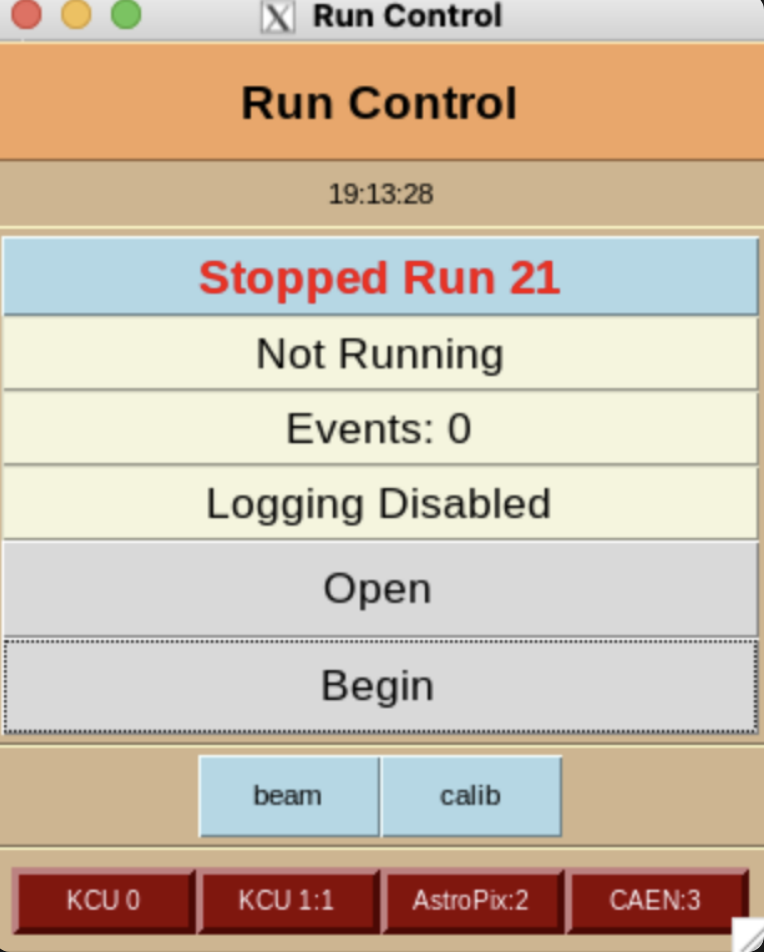 Run Control
Run Control
19:13:28
Stopped Run 21
Not Running
Events: 0
Logging Disabled
Open
Begin
beam calib
KCU 0 KCU 1:1 AstroPix:2 CAEN:3